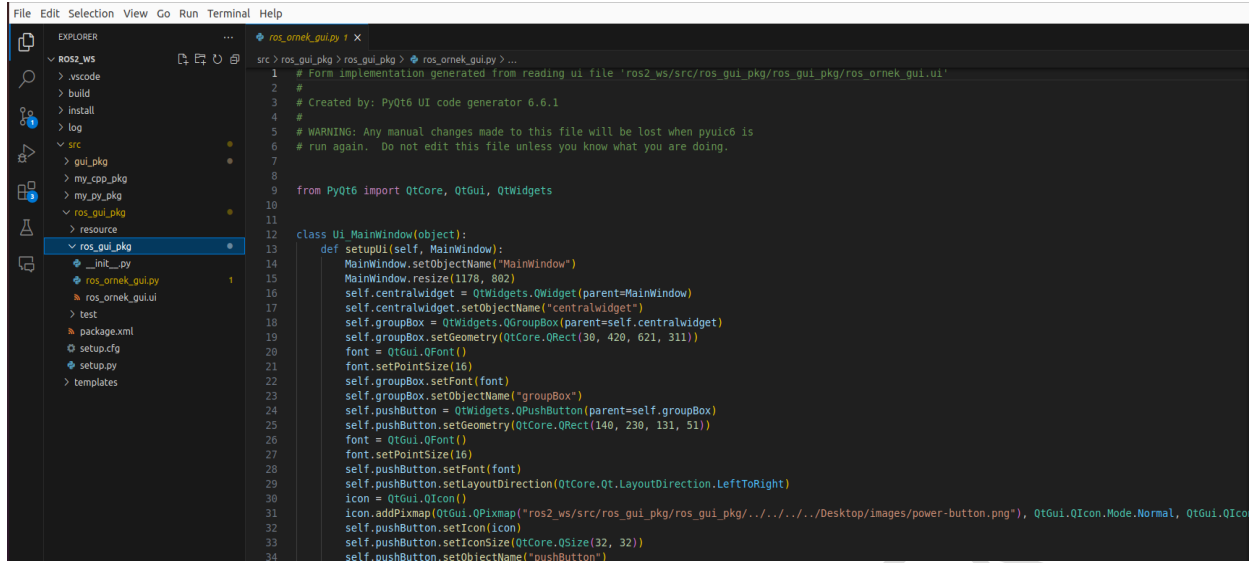 File Edit Selection View Go Run Terminal Help
EXPLORER ...
ROS2_WS
.vscode
build
install
log
src
gui_pkg
my_cpp_pkg
my_py_pkg
ros_gui_pkg
resource
ros_gui_pkg
__init__.py
ros_ornek_gui.py 1
ros_ornek_gui.ui
test
package.xml
setup.cfg
setup.py
templates
1
3
ros_ornek_gui.py 1 X
src > ros_gui_pkg > ros_gui_pkg > ros_ornek_gui.py > ...
1 # Form implementation generated from reading ui file 'ros2_ws/src/ros_gui_pkg/ros_gui_pkg/ros_ornek_gui.ui'
2 #
3 # Created by: PyQt6 UI code generator 6.6.1
4 #
5 # WARNING: Any manual changes made to this file will be lost when pyuic6 is
6 # run again.  Do not edit this file unless you know what you are doing.
7
8
9 from PyQt6 import QtCore, QtGui, QtWidgets
10
11
12 class Ui_MainWindow(object):
13     def setupUi(self, MainWindow):
14         MainWindow.setObjectName("MainWindow")
15         MainWindow.resize(1178, 802)
16         self.centralwidget = QtWidgets.QWidget(parent=MainWindow)
17         self.centralwidget.setObjectName("centralwidget")
18         self.groupBox = QtWidgets.QGroupBox(parent=self.centralwidget)
19         self.groupBox.setGeometry(QtCore.QRect(30, 420, 621, 311))
20         font = QtGui.QFont()
21         font.setPointSize(16)
22         self.groupBox.setFont(font)
23         self.groupBox.setObjectName("groupBox")
24         self.pushButton = QtWidgets.QPushButton(parent=self.groupBox)
25         self.pushButton.setGeometry(QtCore.QRect(140, 230, 131, 51))
26         font = QtGui.QFont()
27         font.setPointSize(16)
28         self.pushButton.setFont(font)
29         self.pushButton.setLayoutDirection(QtCore.Qt.LayoutDirection.LeftToRight)
30         icon = QtGui.QIcon()
31         icon.addPixmap(QtGui.QPixmap("ros2_ws/src/ros_gui_pkg/ros_gui_pkg/../../../../Desktop/images/power-button.png"), QtGui.QIcon.Mode.Normal, QtGui.QIco
32         self.pushButton.setIcon(icon)
33         self.pushButton.setIconSize(QtCore.QSize(32, 32))
34         self.pushButton.setObjectName("pushButton")